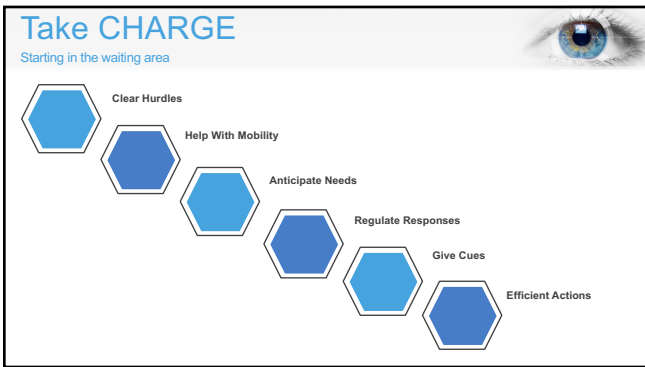 Take CHARGE
Starting in the waiting area
Clear Hurdles
Help With Mobility
Anticipate Needs
Regulate Responses
Give Cues
Efficient Actions